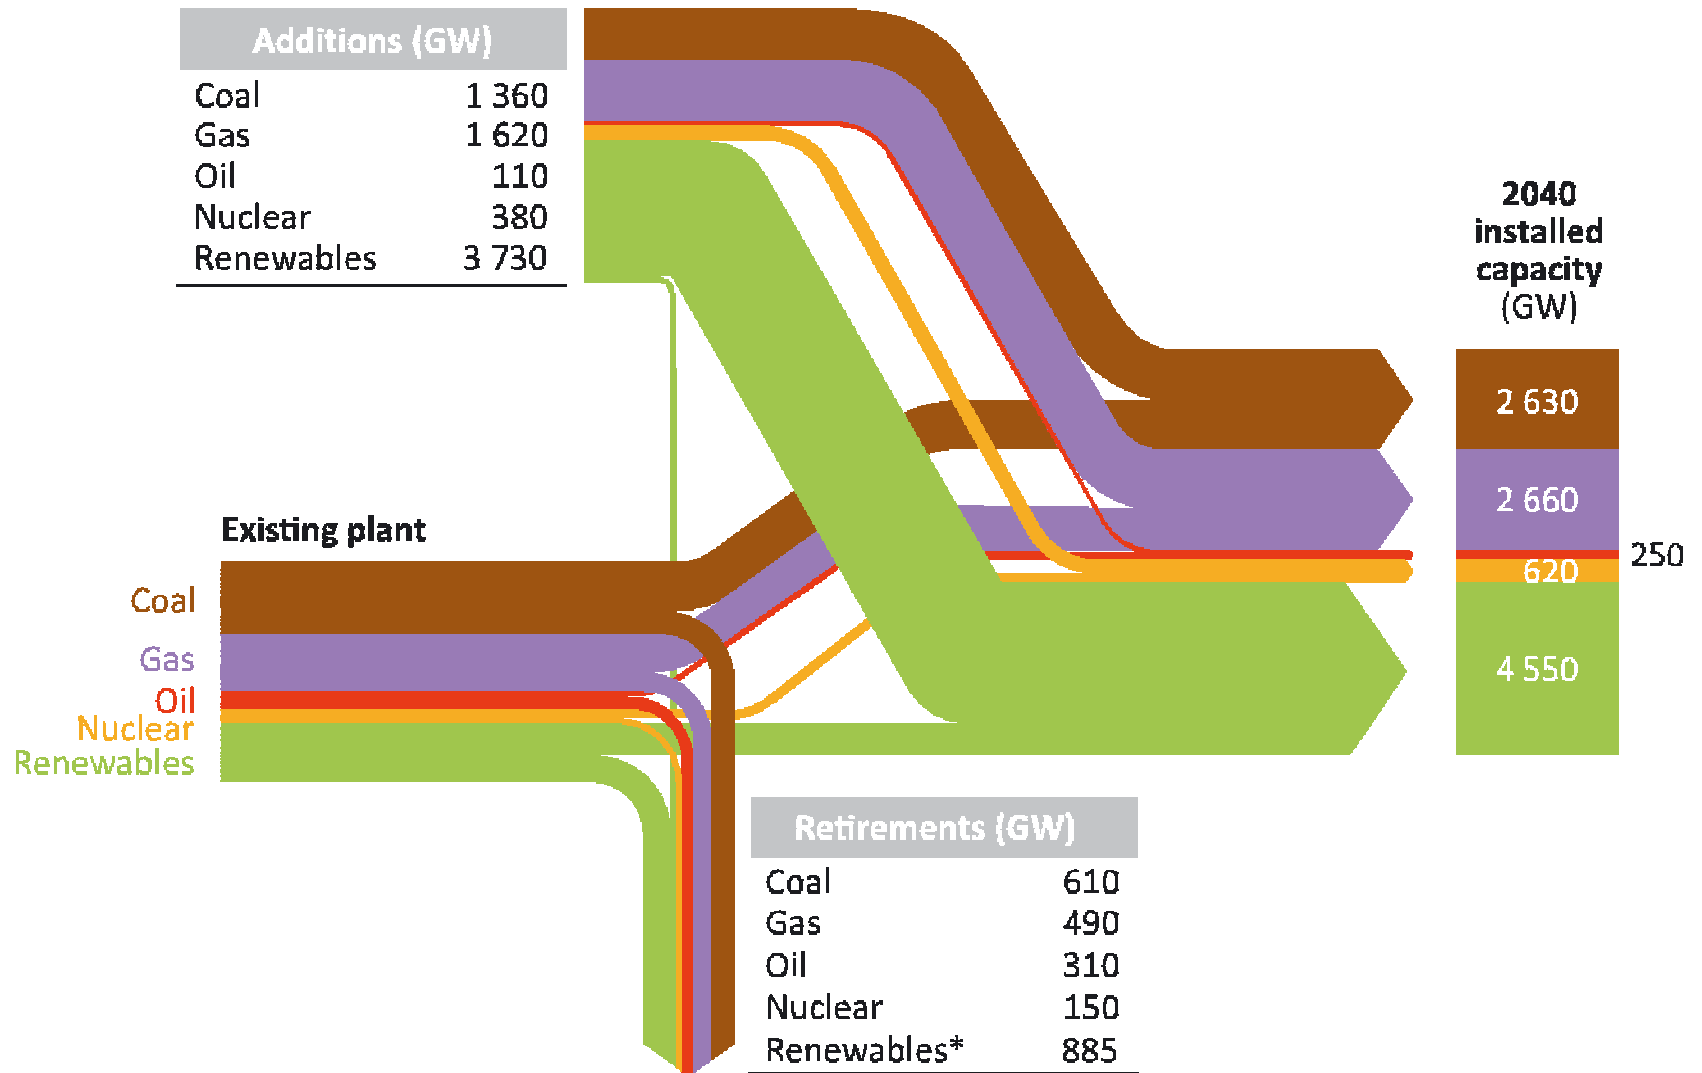 Additions (GW)
Coal 1 360
Gas 1 620
Oil 110
Nuclear 380
Renewables 3 730
2040
installed
capacity
(GW)
2 630
2 660
250
620
4 550
Existing plant
Coal
Gas
Oil
Nuclear
Renewables
Retirements (GW)
Coal 610
Gas 490
Oil 310
Nuclear 150
Renewables* 885